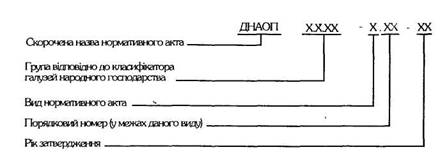 ДНАОП X.X.XX - X.XX - XX
Скорочена назва нормативного акта
Група відповідно до класифікатора
галузей народного господарства
Вид нормативного акта
Порядковий номер (у межах даного виду)
Рік затвердження